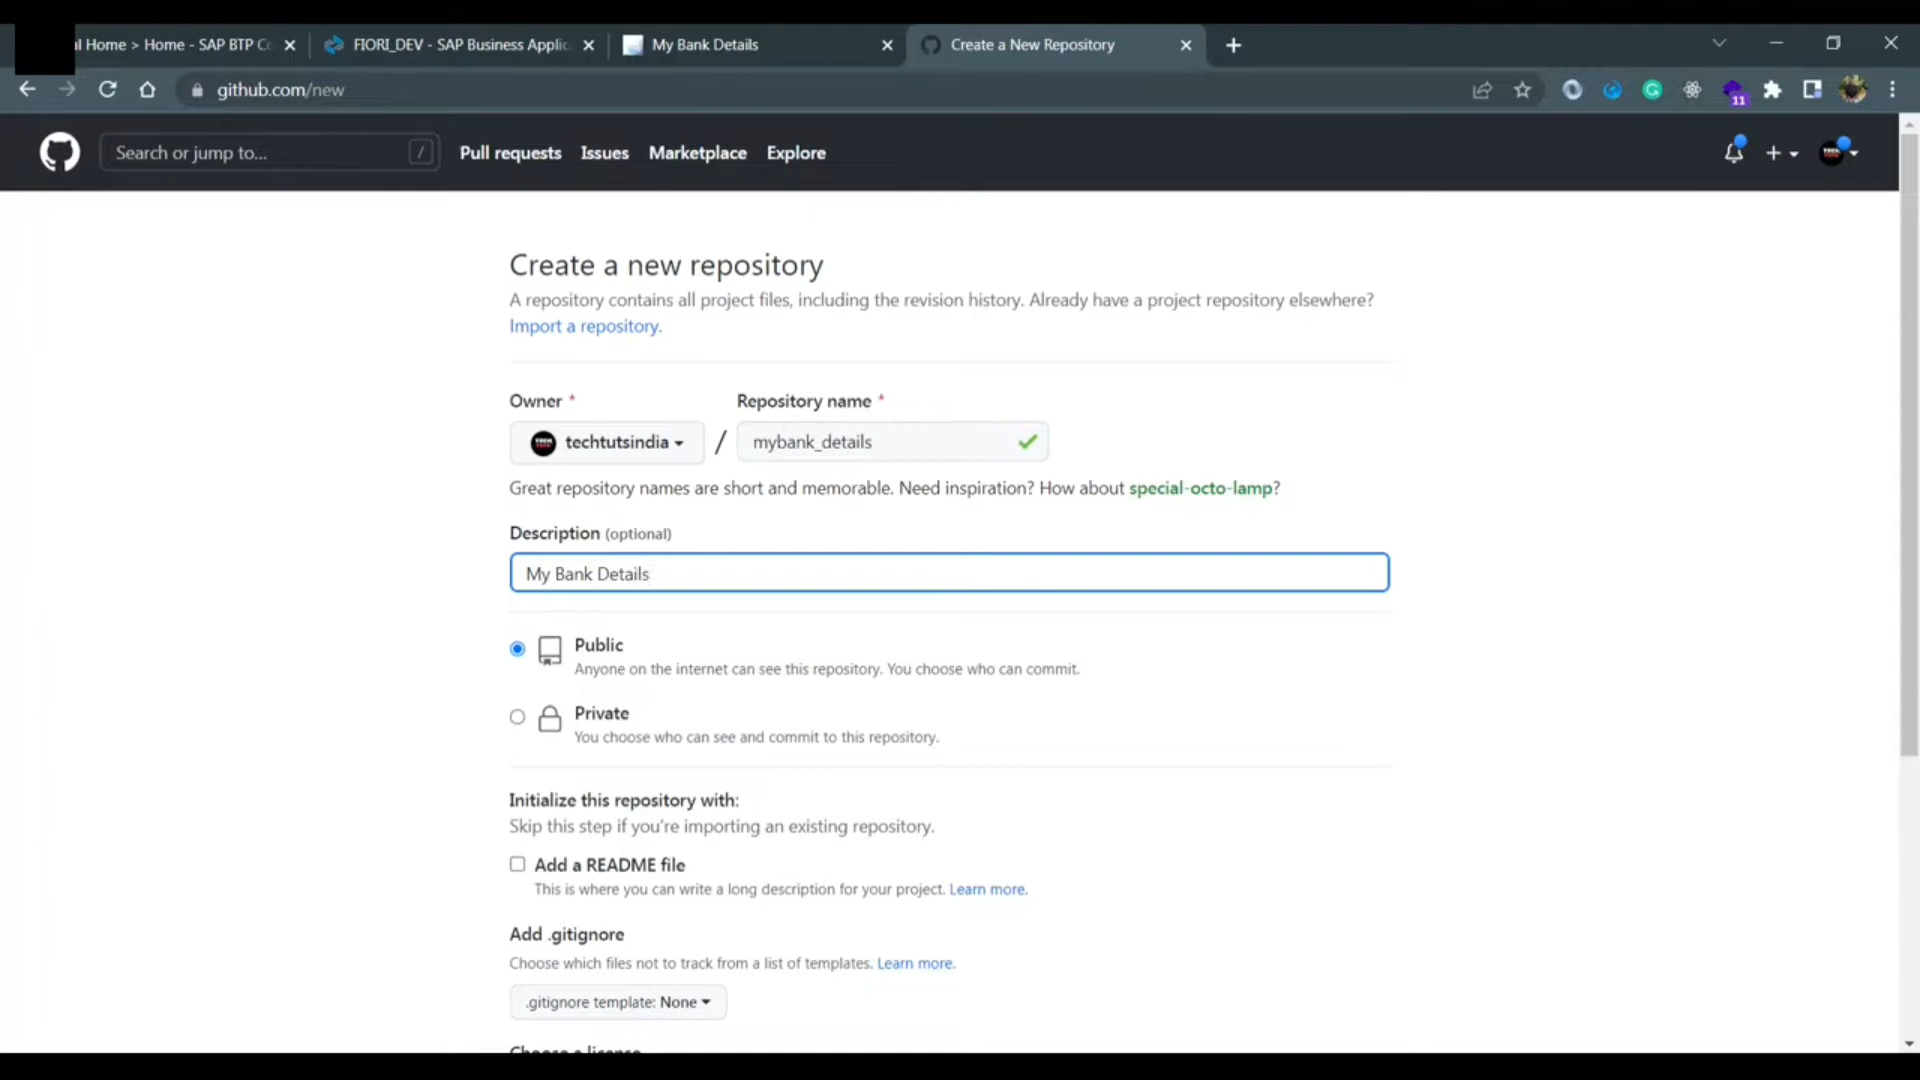 l Home > Home - SAP BTP Co
FIORI_DEV - SAP Business Applic
My Bank Details
Create a New Repository
github.com/new
11
Search or jump to...
/
Pull requests
Issues
Marketplace
Explore
Create a new repository
A repository contains all project files, including the revision history. Already have a project repository elsewhere?
Import a repository.
Owner *
Repository name *
techtutsindia
/
mybank_details
Great repository names are short and memorable. Need inspiration? How about special-octo-lamp?
Description (optional)
My Bank Details
Public
Anyone on the internet can see this repository. You choose who can commit.
Private
You choose who can see and commit to this repository.
Initialize this repository with:
Skip this step if you're importing an existing repository.
Add a README file
This is where you can write a long description for your project. Learn more.
Add .gitignore
Choose which files not to track from a list of templates. Learn more.
.gitignore template: None
Choose a license